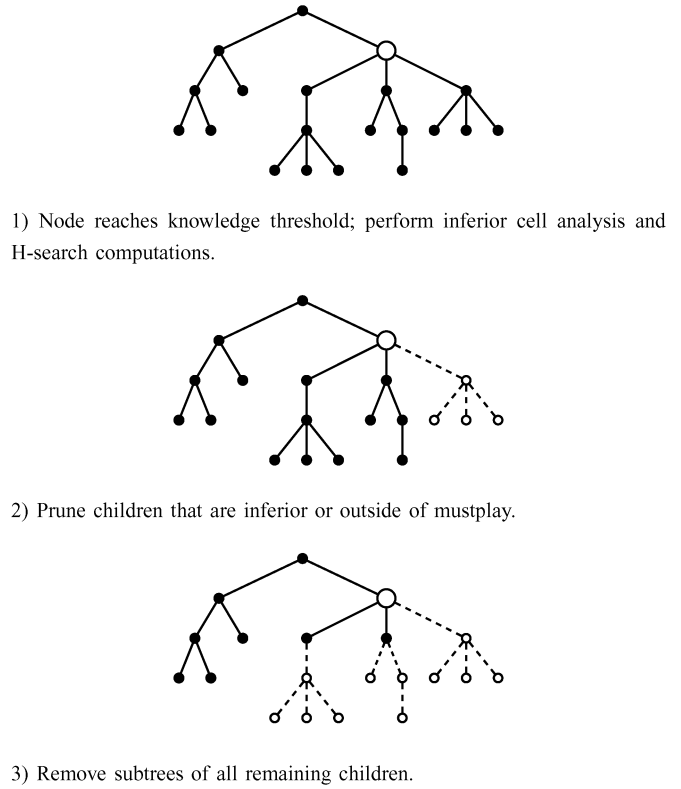 1) Node reaches knowledge threshold; perform inferior cell analysis and
H-search computations.
2) Prune children that are inferior or outside of mustplay.
3) Remove subtrees of all remaining children.